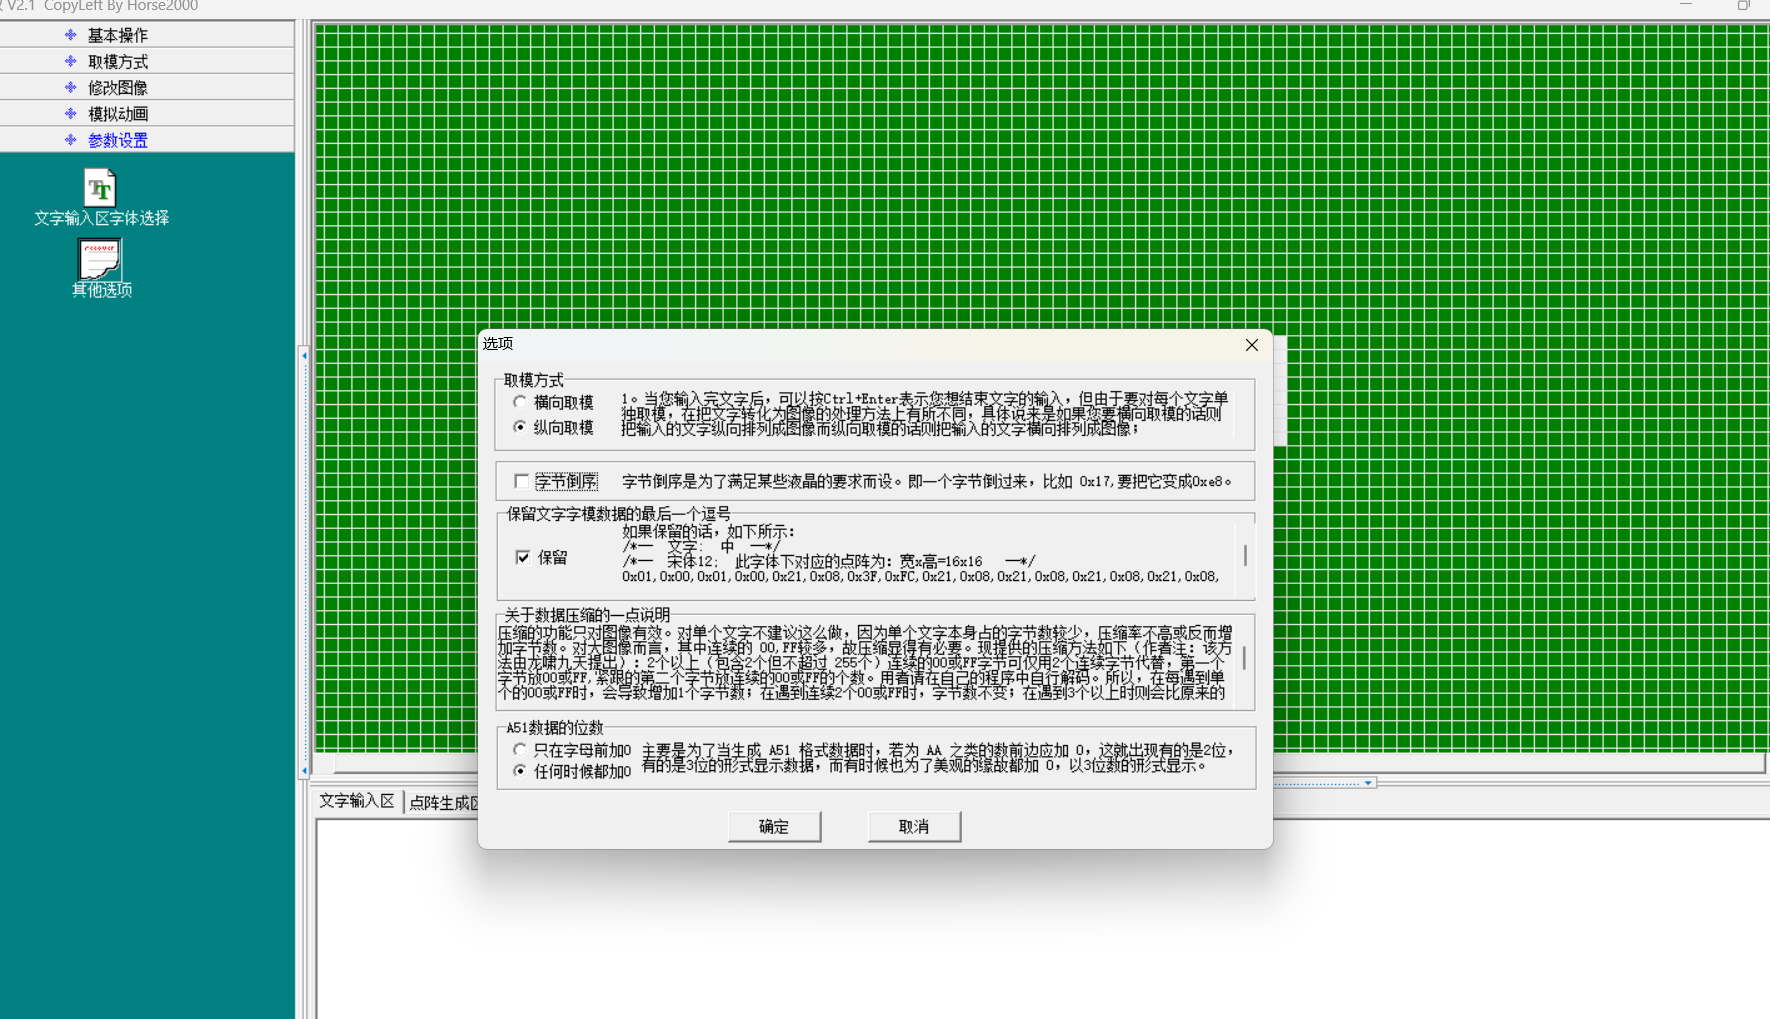 V2.1 CopyLeft By Horse2000
基本操作
取模方式
修改图像
模拟动画
参数设置
文字输入区字体选择
其他选项
选项
取模方式
横向取模
纵向取模
1。当您输入完文字后，可以按Ctrl+Enter表示您想结束文字的输入，但由于要对每个文字单
独取模，在把文字转化为图像的处理方法上有所不同，具体说来是如果您要横向取模的话则
把输入的文字纵向排列成图像而纵向取模的话则把输入的文字横向排列成图像；
字节倒序
字节倒序是为了满足某些液晶的要求而设。即一个字节倒过来，比如 0x17,要把它变成0xe8。
保留文字字模数据的最后一个逗号
保留
如果保留的话，如下所示：
/*—  文字:  中  —*/
/*—  宋体12;  此字体下对应的点阵为：宽x高=16x16   —*/
0x01,0x00,0x01,0x00,0x21,0x08,0x3F,0xFC,0x21,0x08,0x21,0x08,0x21,0x08,0x21,0x08,
关于数据压缩的一点说明
压缩的功能只对图像有效。对单个文字不建议这么做，因为单个文字本身占的字节数较少，压缩率不高或反而增
加字节数。对大图像而言，其中连续的 00,FF较多，故压缩显得有必要。现提供的压缩方法如下（作者注：该方
法由龙啸九天提出）：2个以上（包含2个但不超过 255个）连续的00或FF字节可仅用2个连续字节代替，第一个
字节放00或FF,紧跟的第二个字节放连续的00或FF的个数。用者请在自己的程序中自行解码。所以，在每遇到单
个的00或FF时，会导致增加1个字节数；在遇到连续2个00或FF时，字节数不变；在遇到3个以上时则会比原来的
A51数据的位数
只在字母前加0
任何时候都加0
主要是为了当生成 A51 格式数据时，若为 AA 之类的数前边应加 0，这就出现有的是2位，
有的是3位的形式显示数据，而有时候也为了美观的缘故都加 0，以3位数的形式显示。
确定
取消
文字输入区
点阵生成区